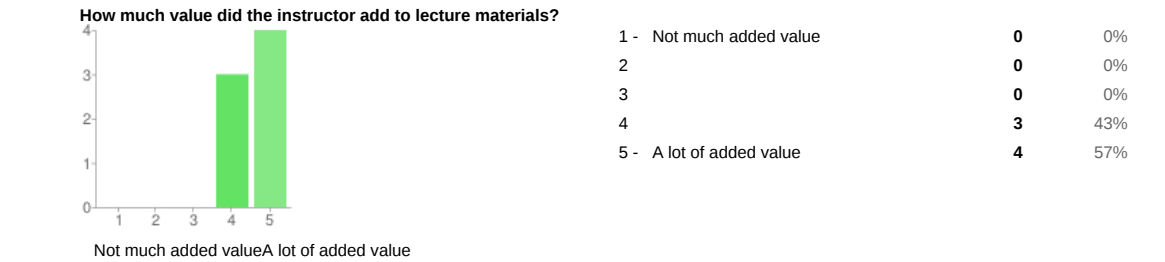 How much value did the instructor add to lecture materials?
4
3
2
1
0
1 2 3 4 5
Not much added valueA lot of added value
1 - Not much added value 0 0%
2 0 0%
3 0 0%
4 3 43%
5 - A lot of added value 4 57%